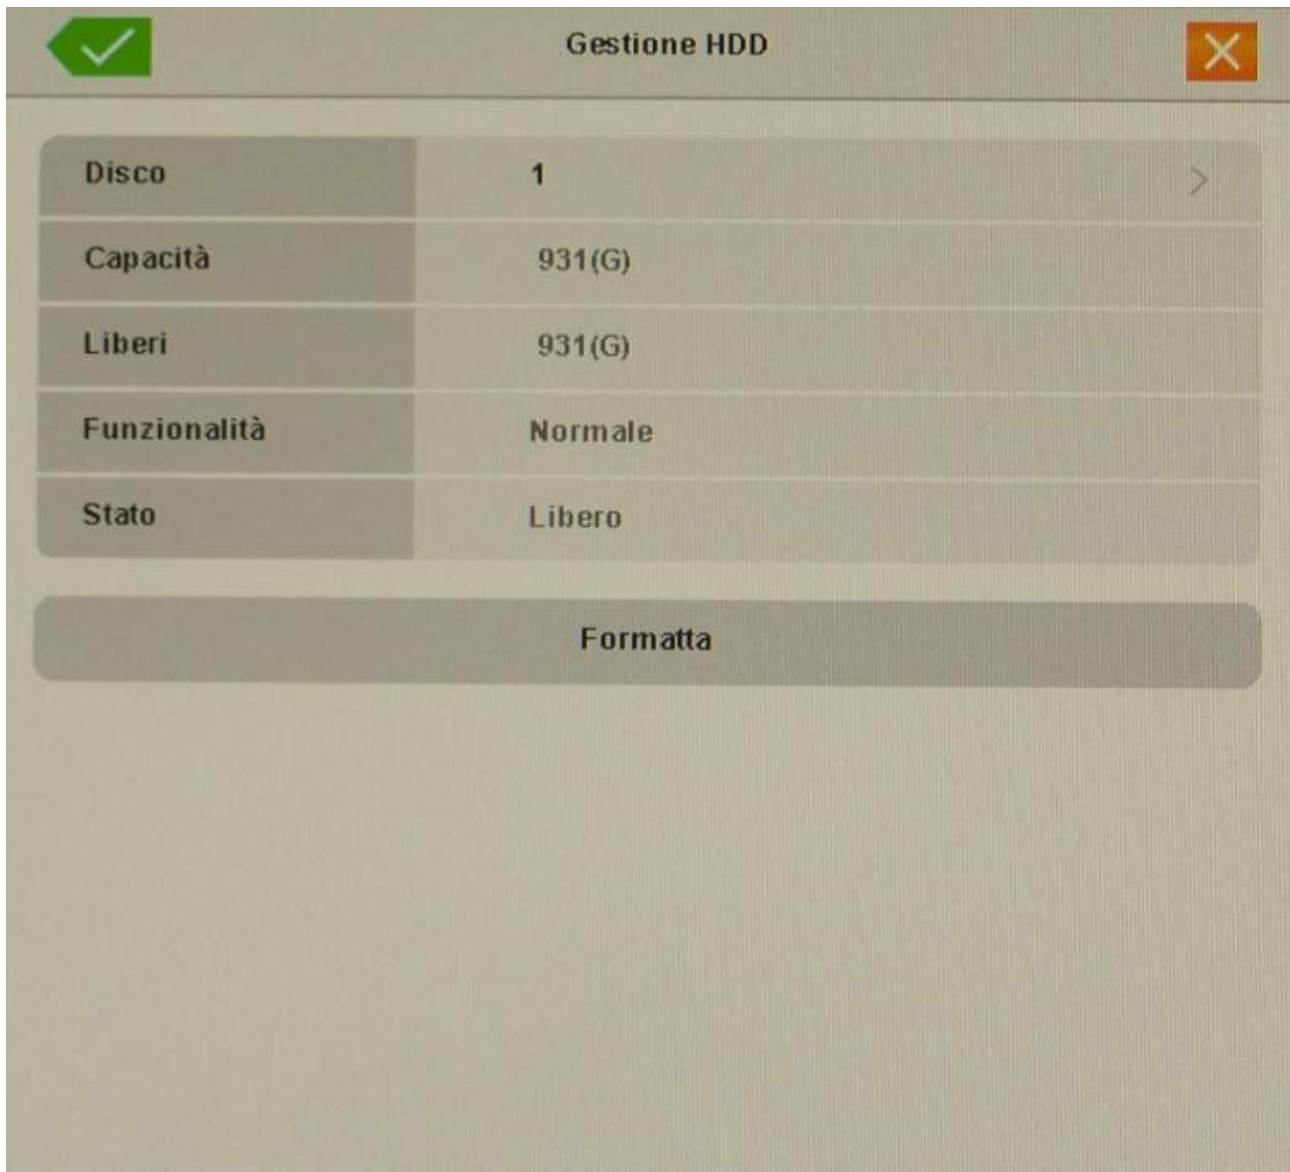 Gestione HDD
Disco 1
Capacità 931(G)
Liberi 931(G)
Funzionalità Normale
Stato Libero
Formatta